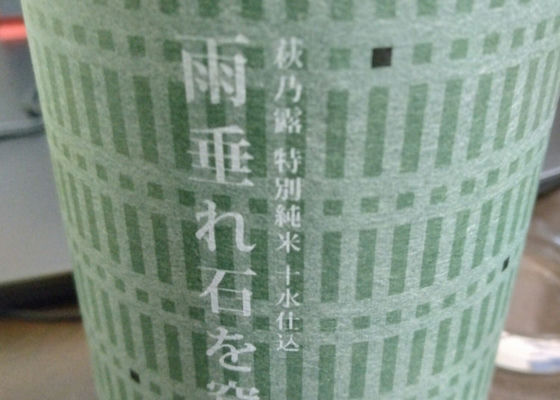 萩乃露 特別純米 十水仕込
雨垂れ石を